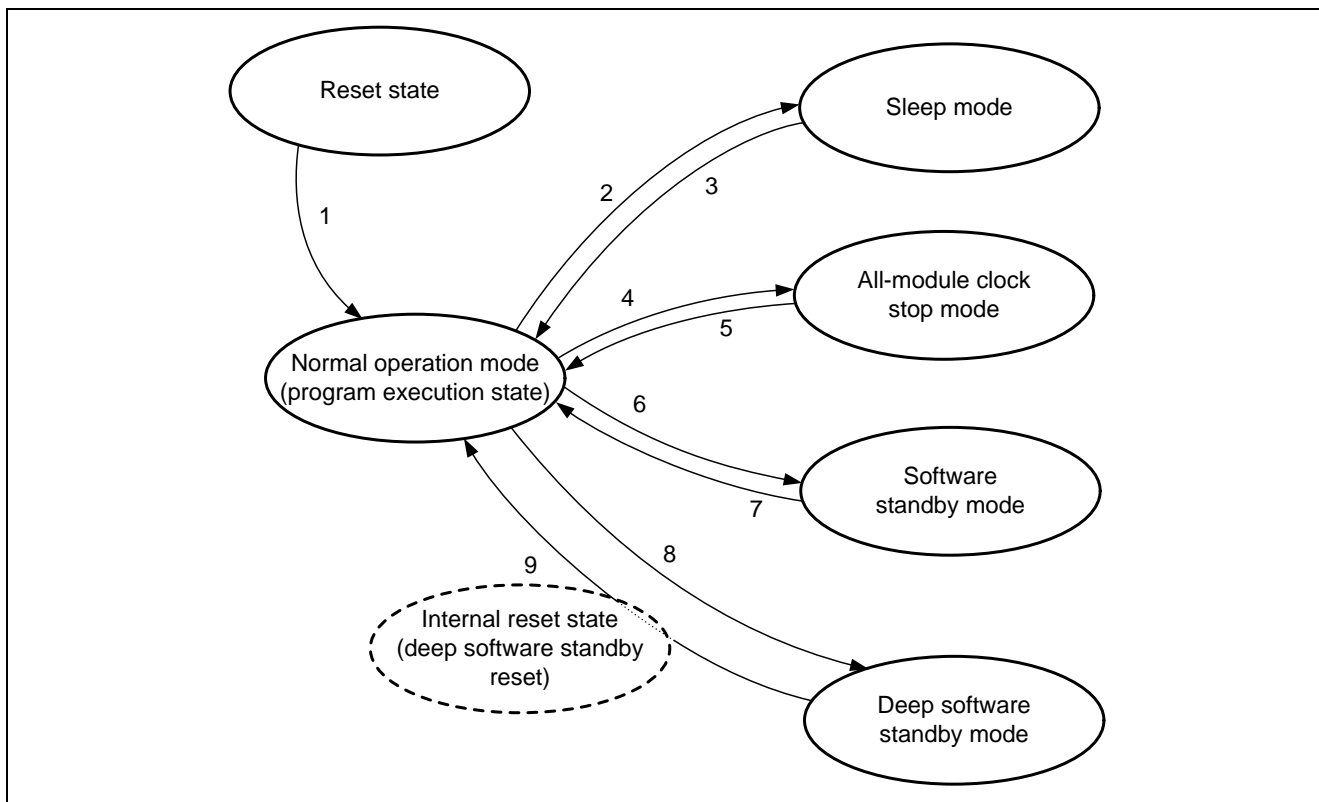 Reset state
Sleep mode
1
2
3
All-module clock
stop mode
4
5
Normal operation mode
(program execution state)
6
7
Software
standby mode
8
9
Internal reset state
(deep software standby
reset)
Deep software
standby mode